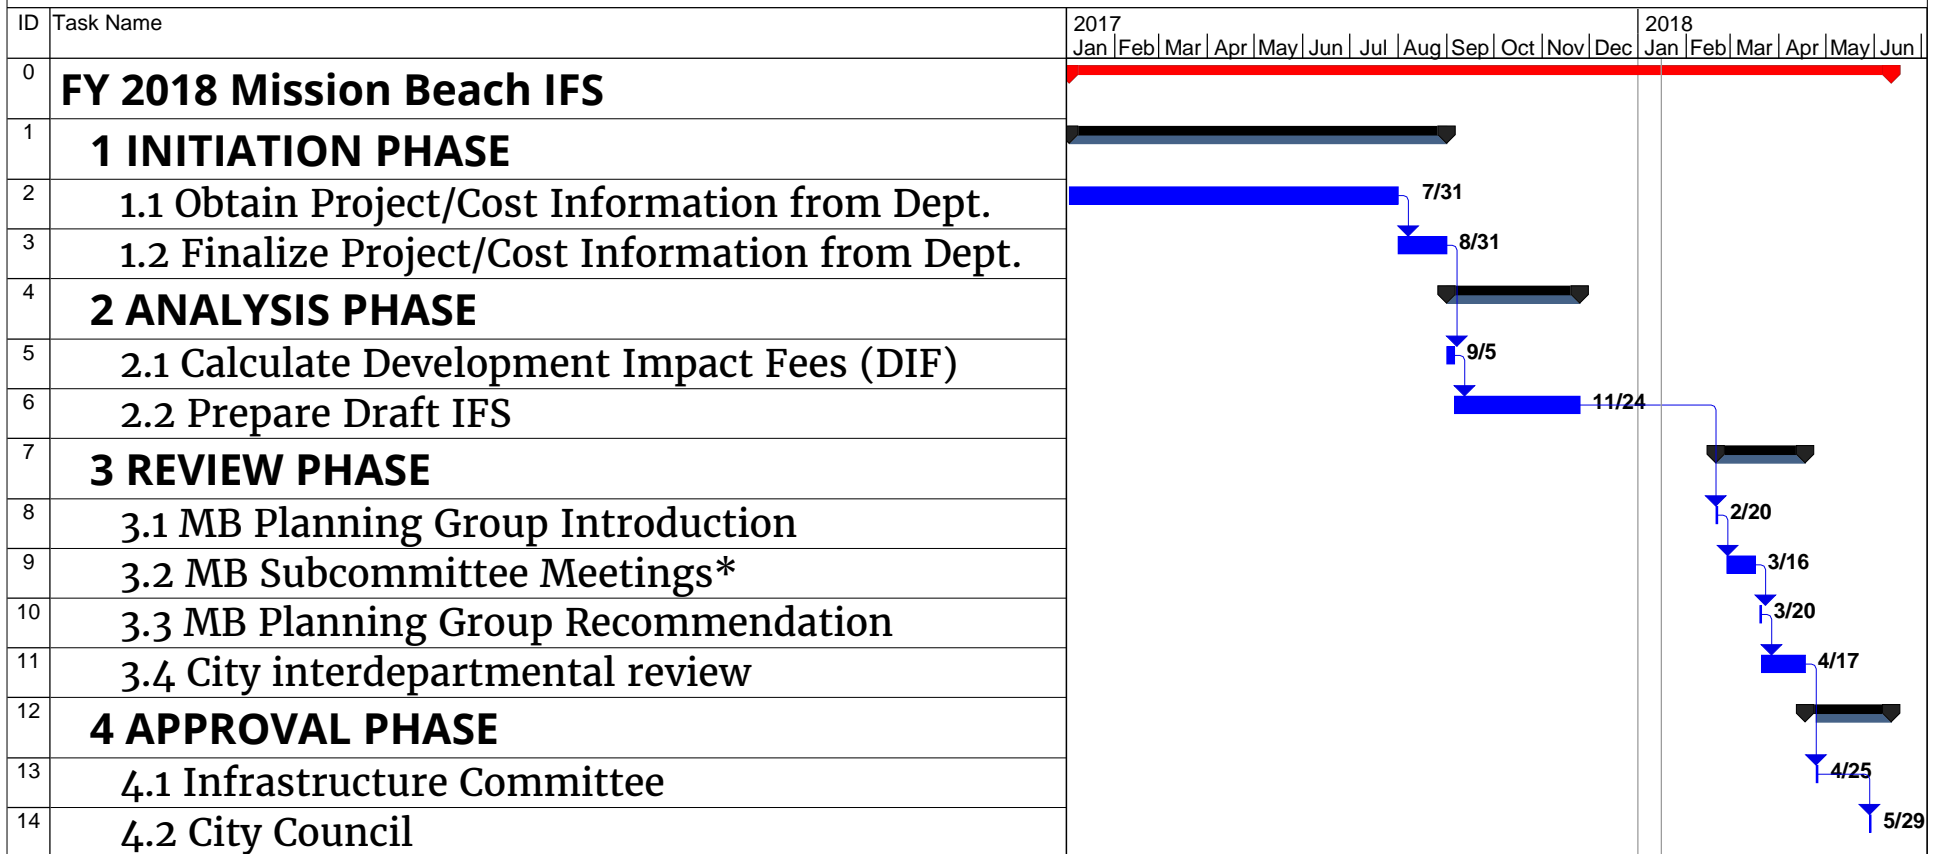 ID Task Name 2017 2018
Jan Feb Mar Apr May Jun Jul Aug Sep Oct Nov Dec Jan Feb Mar Apr May Jun
0 FY 2018 Mission Beach IFS
1 1 INITIATION PHASE
2 1.1 Obtain Project/Cost Information from Dept. 7/31
3 1.2 Finalize Project/Cost Information from Dept. 8/31
4 2 ANALYSIS PHASE
5 2.1 Calculate Development Impact Fees (DIF) 9/5
6 2.2 Prepare Draft IFS 11/24
7 3 REVIEW PHASE
8 3.1 MB Planning Group Introduction 2/20
9 3.2 MB Subcommittee Meetings* 3/16
10 3.3 MB Planning Group Recommendation 3/20
11 3.4 City interdepartmental review 4/17
12 4 APPROVAL PHASE
13 4.1 Infrastructure Committee 4/25
14 4.2 City Council 5/29